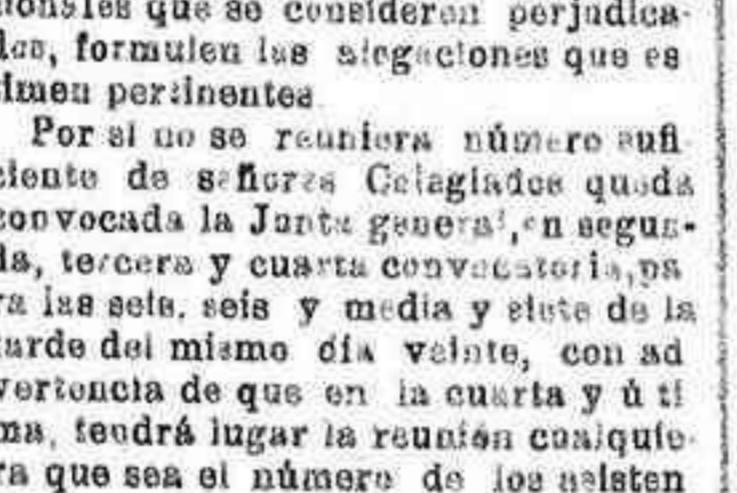 cionales que se consideren perjudica-
dos, formulen las alegaciones que es
timen pertinentes
Por si no se reuniera número sufi
ciente de señores Colegiados queda
convocada la Junta general, en segun-
da, tercera y cuarta convocatoria, pa
ra las seis, seis y media y siete de la
tarde del mismo día veinte, con ad
vertencia de que en la cuarta y ú ti
ma, tendrá lugar la reunión cualquie-
ra que sea el número de los asisten